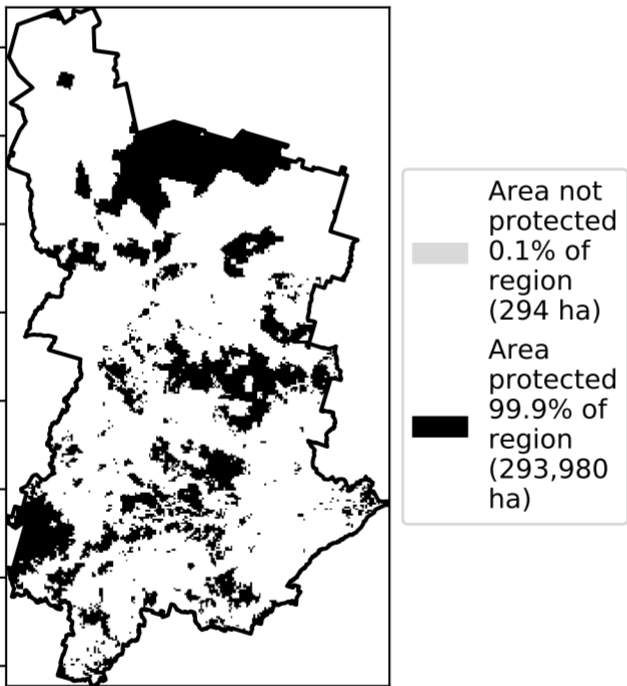 Area not
protected
0.1% of
region
(294 ha)
Area
protected
99.9% of
region
(293,980
ha)